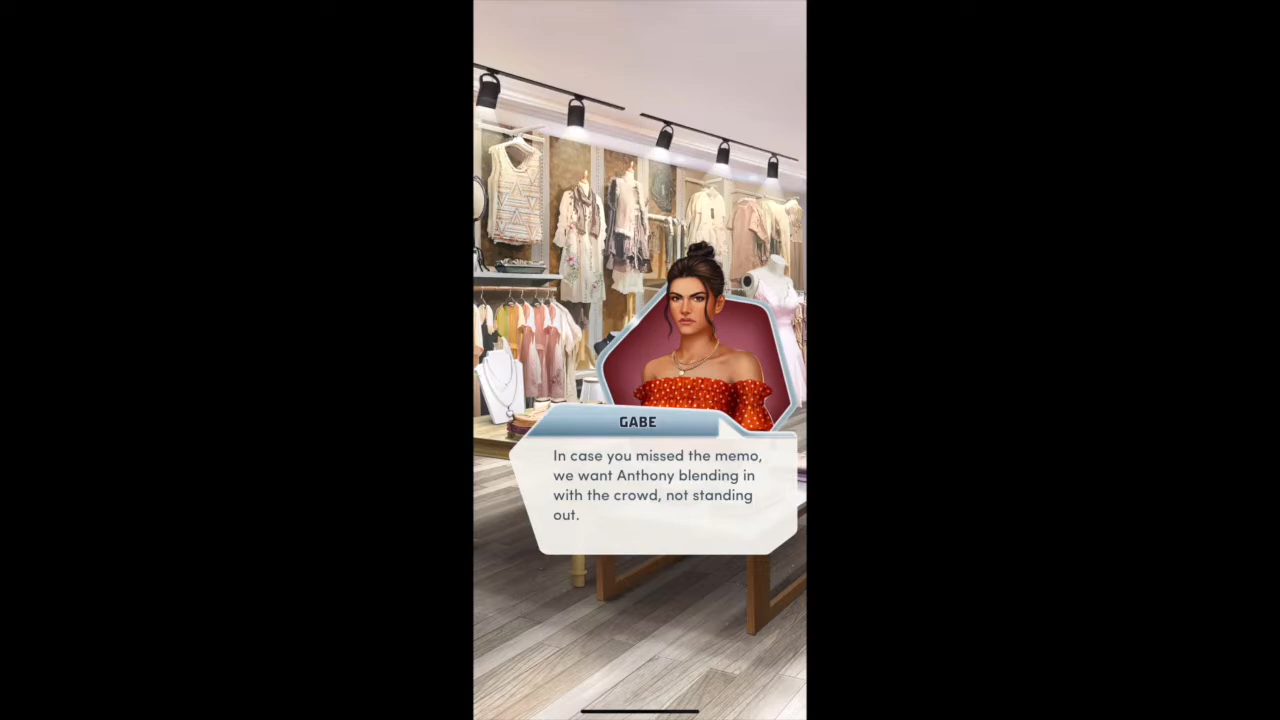 GABE
In case you missed the memo,
we want Anthony blending in
with the crowd, not standing
out.